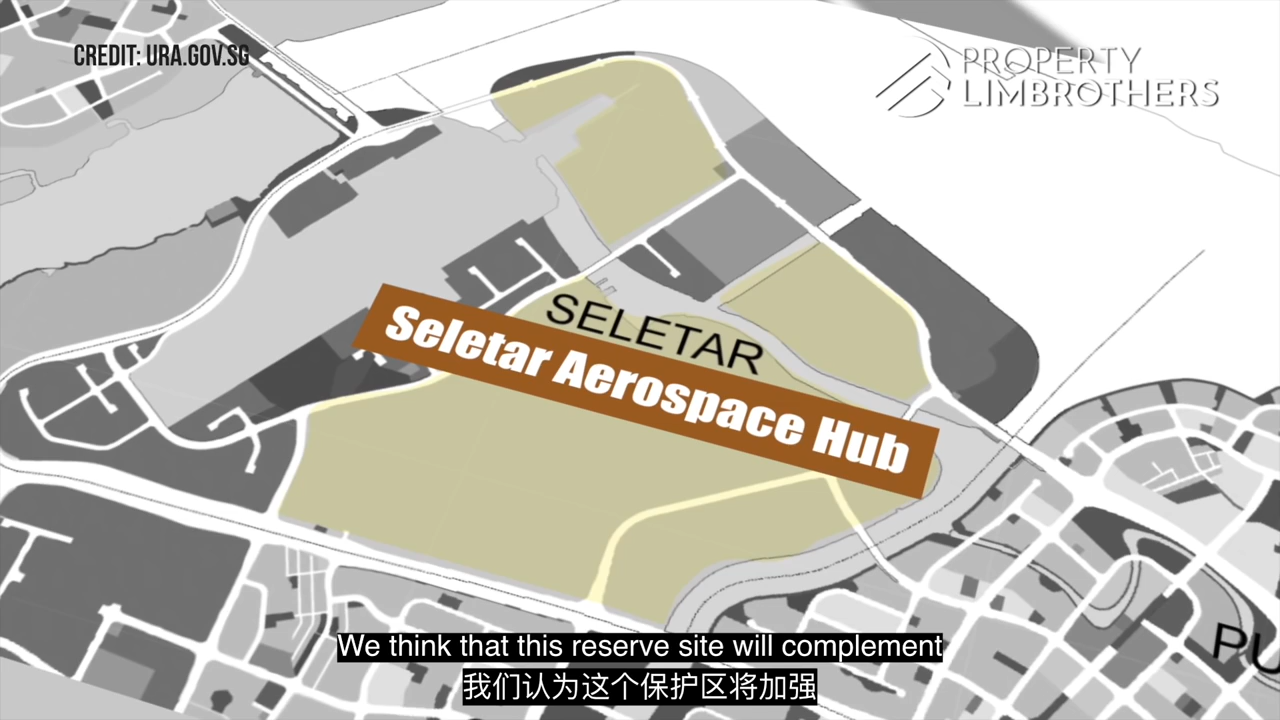 CREDIT: URA.GOV.SG
PROPERTY
LIMBROTHERS
SELETAR
Seletar Aerospace Hub
PU
We think that this reserve site will complement
我们认为这个保护区将加强